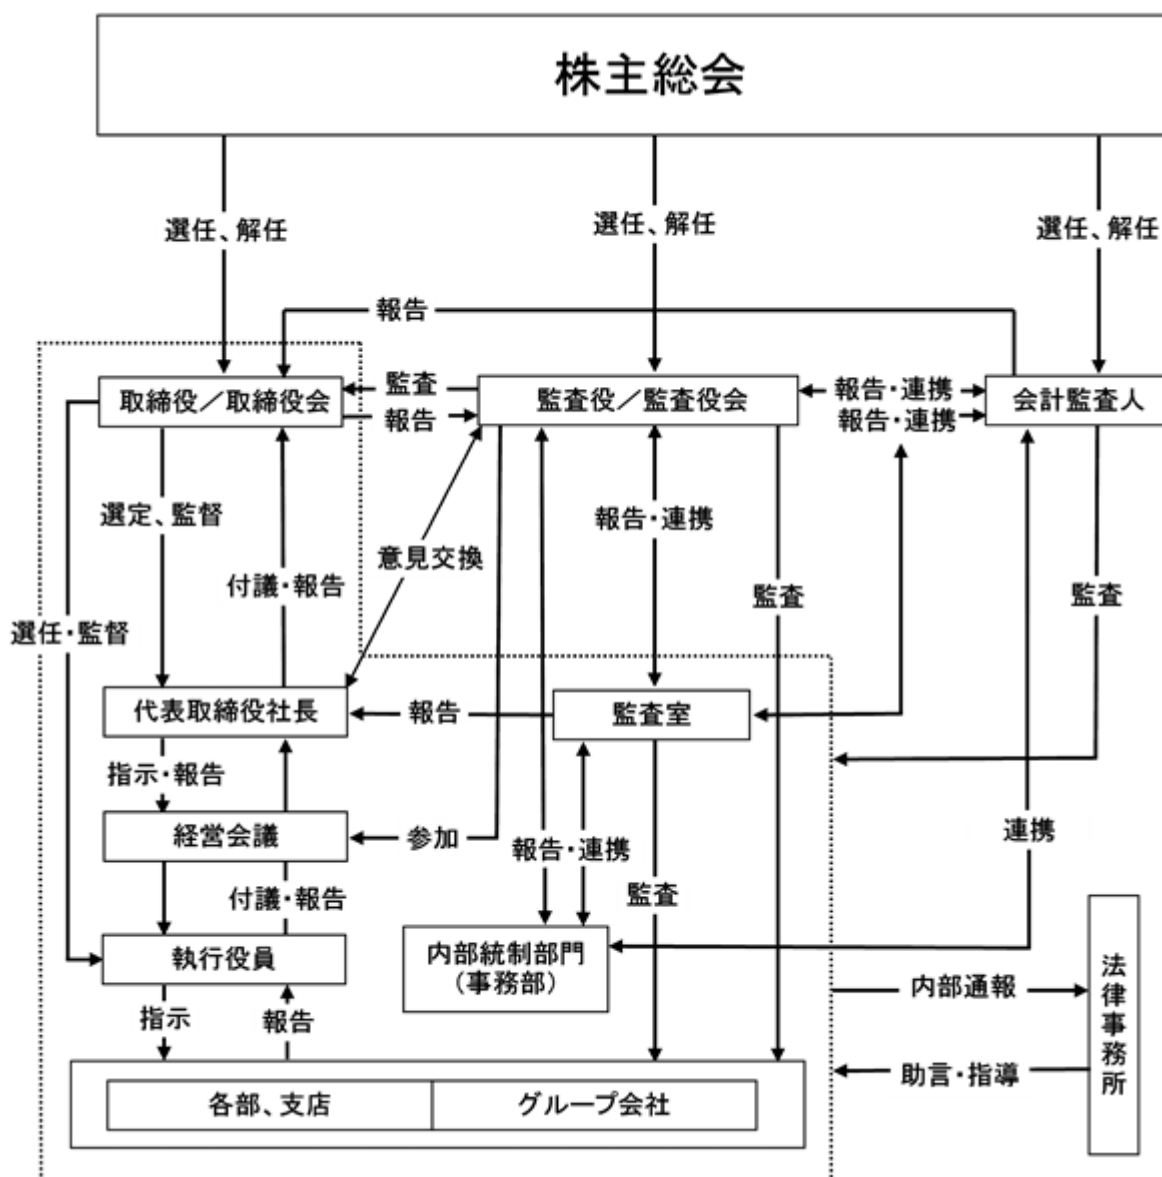 株主総会
選任、解任
選任、解任
選任、解任
報告
取締役／取締役会
監査
報告
監査役／監査役会
報告・連携
報告・連携
会計監査人
選定、監督
付議・報告
意見交換
報告・連携
監査
監査
選任・監督
代表取締役社長
報告
監査室
指示・報告
経営会議
参加
報告・連携
連携
付議・報告
監査
執行役員
内部統制部門
（事務部）
内部通報
法律事務所
指示
報告
助言・指導
各部、支店
グループ会社